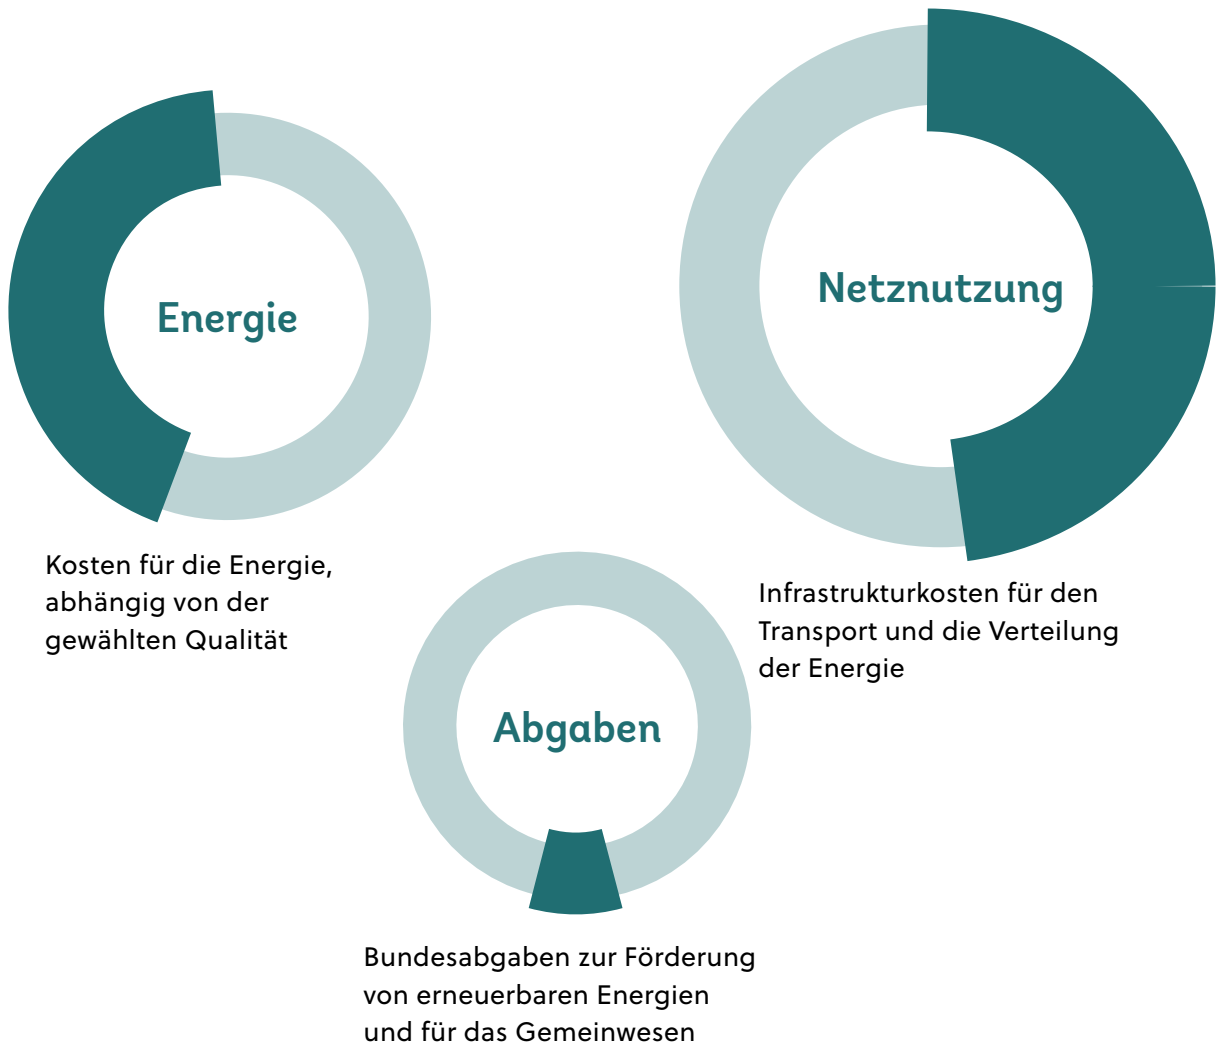 Energie
Kosten für die Energie,
abhängig von der
gewählten Qualität
Netznutzung
Infrastrukturkosten für den
Transport und die Verteilung
der Energie
Abgaben
Bundesabgaben zur Förderung
von erneuerbaren Energien
und für das Gemeinwesen